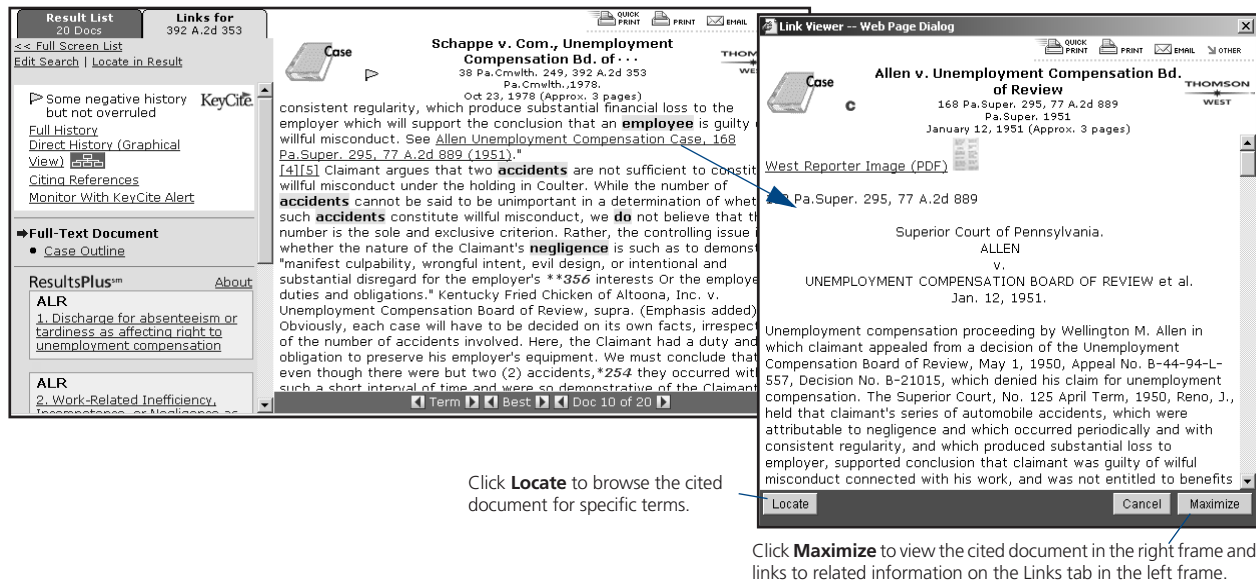 Result List
20 Docs
Links for
392 A.2d 353
<< Full Screen List
Edit Search | Locate in Result
Some negative history
but not overruled
KeyCite.
Full History
Direct History (Graphical
View)
Citing References
Monitor With KeyCite Alert
Full-Text Document
• Case Outline
ResultsPlus℠
About
ALR
1. Discharge for absenteeism or
tardiness as affecting right to
unemployment compensation
ALR
2. Work-Related Inefficiency,
Incompetence, or Negligence as
QUICK
PRINT
PRINT
EMAIL
Case
Schappe v. Com., Unemployment
Compensation Bd. of···
38 Pa.Cmwlth. 249, 392 A.2d 353
Pa.Cmwlth.,1978.
Oct 23, 1978 (Approx. 3 pages)
consistent regularity, which produce substantial financial loss to the
employer which will support the conclusion that an employee is guilty
willful misconduct. See Allen Unemployment Compensation Case, 168
Pa.Super. 295, 77 A.2d 889 (1951)."
[4][5] Claimant argues that two accidents are not sufficient to constit
willful misconduct under the holding in Coulter. While the number of
accidents cannot be said to be unimportant in a determination of whet
such accidents constitute willful misconduct, we do not believe that th
number is the sole and exclusive criterion. Rather, the controlling issue i
whether the nature of the Claimant's negligence is such as to demonst
"manifest culpability, wrongful intent, evil design, or intentional and
substantial disregard for the employer's **356 interests Or the employe
duties and obligations." Kentucky Fried Chicken of Altoona, Inc. v.
Unemployment Compensation Board of Review, supra. (Emphasis added)
Obviously, each case will have to be decided on its own facts, irrespect
of the number of accidents involved. Here, the Claimant had a duty and
obligation to preserve his employer's equipment. We must conclude that
even though there were but two (2) accidents,*254 they occurred with
such a short interval of time and were so demonstrative of the Claimant
Term Best Doc 10 of 20
Link Viewer -- Web Page Dialog
QUICK
PRINT
PRINT
EMAIL
OTHER
Case
C
Allen v. Unemployment Compensation Bd.
of Review
168 Pa.Super. 295, 77 A.2d 889
Pa.Super. 1951
January 12, 1951 (Approx. 3 pages)
THOMSON
WEST
West Reporter Image (PDF)
Pa.Super. 295, 77 A.2d 889
Superior Court of Pennsylvania.
ALLEN
v.
UNEMPLOYMENT COMPENSATION BOARD OF REVIEW et al.
Jan. 12, 1951.
Unemployment compensation proceeding by Wellington M. Allen in
which claimant appealed from a decision of the Unemployment
Compensation Board of Review, May 1, 1950, Appeal No. B-44-94-L-
557, Decision No. B-21015, which denied his claim for unemployment
compensation. The Superior Court, No. 125 April Term, 1950, Reno, J.,
held that claimant's series of automobile accidents, which were
attributable to negligence and which occurred periodically and with
consistent regularity, and which produced substantial loss to
employer, supported conclusion that claimant was guilty of wilful
misconduct connected with his work, and was not entitled to benefits
Locate
Cancel
Maximize
Click Locate to browse the cited
document for specific terms.
Click Maximize to view the cited document in the right frame and
links to related information on the Links tab in the left frame.